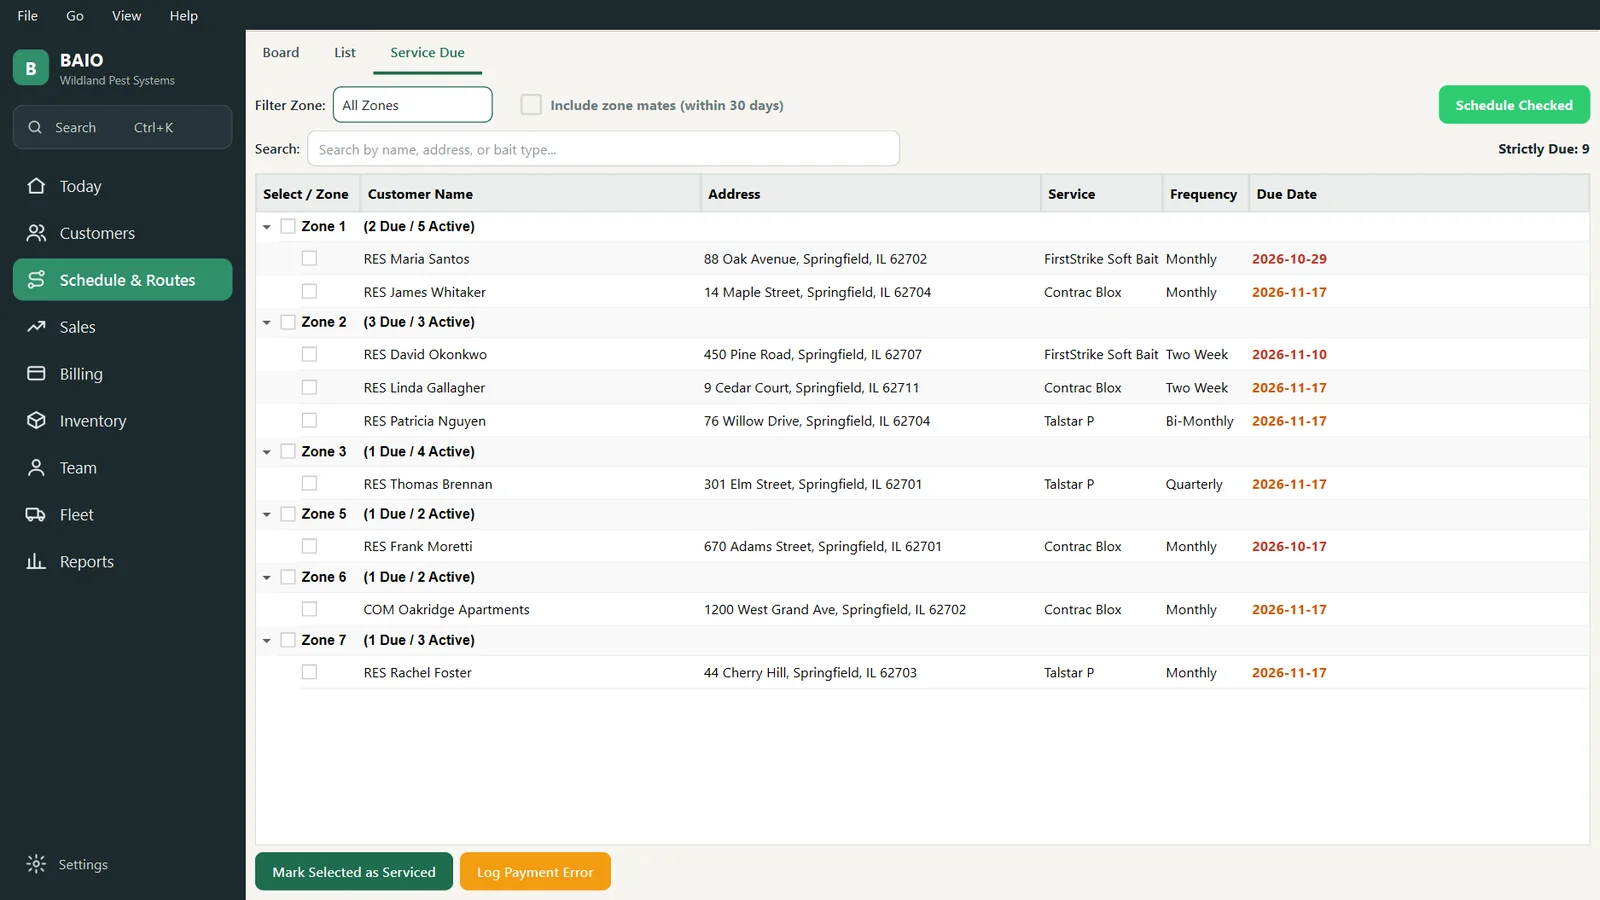 File Go View Help
B BAIO
Wildland Pest Systems
Search Ctrl+K
Today
Customers
Schedule & Routes
Sales
Billing
Inventory
Team
Fleet
Reports
Settings
Board List Service Due
Filter Zone: All Zones Include zone mates (within 30 days) Schedule Checked
Search: Search by name, address, or bait type... Strictly Due: 9
Select / Zone Customer Name Address Service Frequency Due Date
Zone 1 (2 Due / 5 Active)
RES Maria Santos 88 Oak Avenue, Springfield, IL 62702 FirstStrike Soft Bait Monthly 2026-10-29
RES James Whitaker 14 Maple Street, Springfield, IL 62704 Contrac Blox Monthly 2026-11-17
Zone 2 (3 Due / 3 Active)
RES David Okonkwo 450 Pine Road, Springfield, IL 62707 FirstStrike Soft Bait Two Week 2026-11-10
RES Linda Gallagher 9 Cedar Court, Springfield, IL 62711 Contrac Blox Two Week 2026-11-17
RES Patricia Nguyen 76 Willow Drive, Springfield, IL 62704 Talstar P Bi-Monthly 2026-11-17
Zone 3 (1 Due / 4 Active)
RES Thomas Brennan 301 Elm Street, Springfield, IL 62701 Talstar P Quarterly 2026-11-17
Zone 5 (1 Due / 2 Active)
RES Frank Moretti 670 Adams Street, Springfield, IL 62701 Contrac Blox Monthly 2026-10-17
Zone 6 (1 Due / 2 Active)
COM Oakridge Apartments 1200 West Grand Ave, Springfield, IL 62702 Contrac Blox Monthly 2026-11-17
Zone 7 (1 Due / 3 Active)
RES Rachel Foster 44 Cherry Hill, Springfield, IL 62703 Talstar P Monthly 2026-11-17
Mark Selected as Serviced Log Payment Error